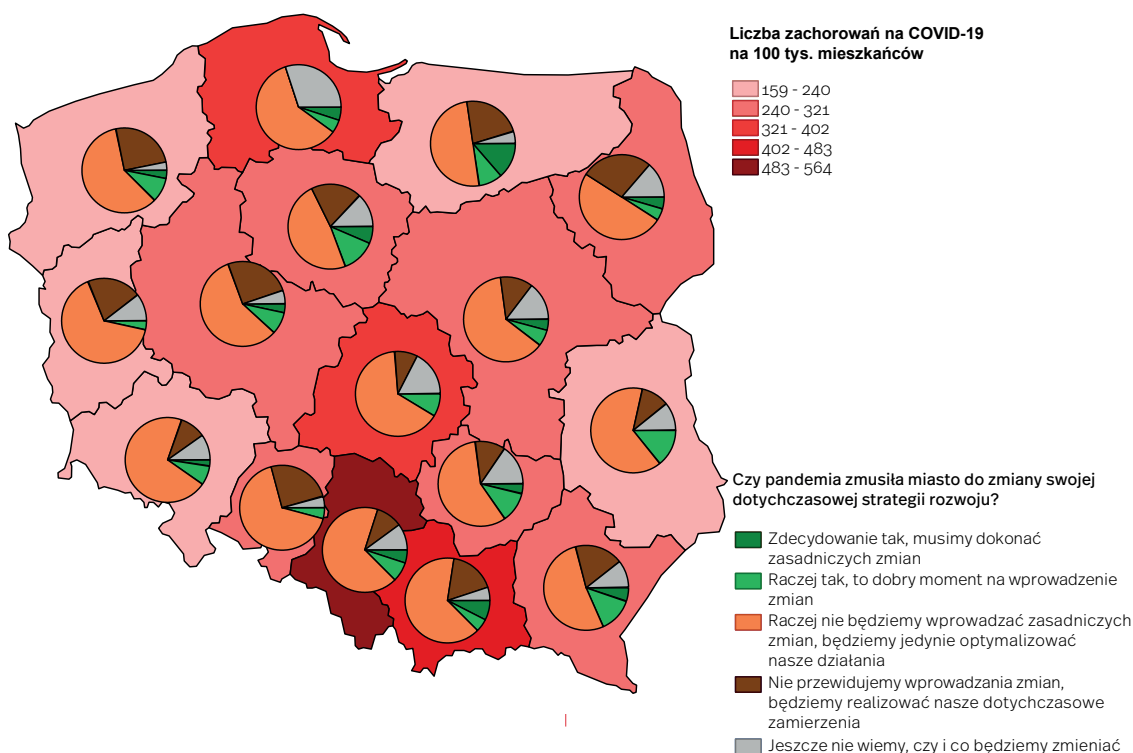 Liczba zachorowań na COVID-19
na 100 tys. mieszkańców
159 - 240
240 - 321
321 - 402
402 - 483
483 - 564
Czy pandemia zmusiła miasto do zmiany swojej
dotychczasowej strategii rozwoju?
Zdecydowanie tak, musimy dokonać
zasadniczych zmian
Raczej tak, to dobry moment na wprowadzenie
zmian
Raczej nie będziemy wprowadzać zasadniczych
zmian, będziemy jedynie optymalizować
nasze działania
Nie przewidujemy wprowadzania zmian,
będziemy realizować nasze dotychczasowe
zamierzenia
Jeszcze nie wiemy, czy i co będziemy zmieniać